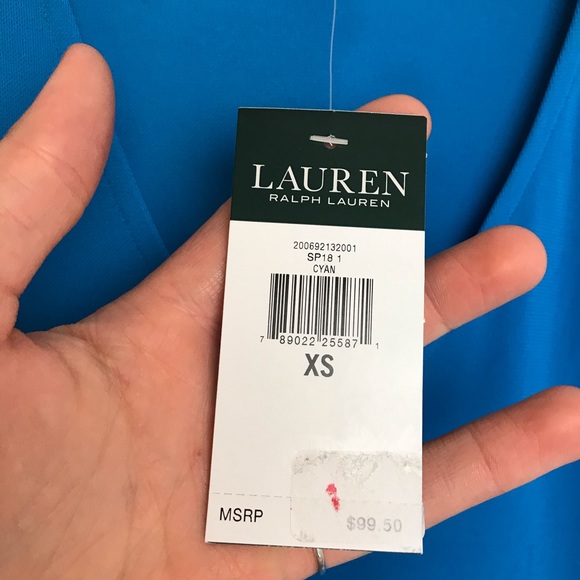 LAUREN
RALPH LAUREN
200692132001
SP18 1
CYAN
7 89022 25587 1
XS
MSRP $99.50